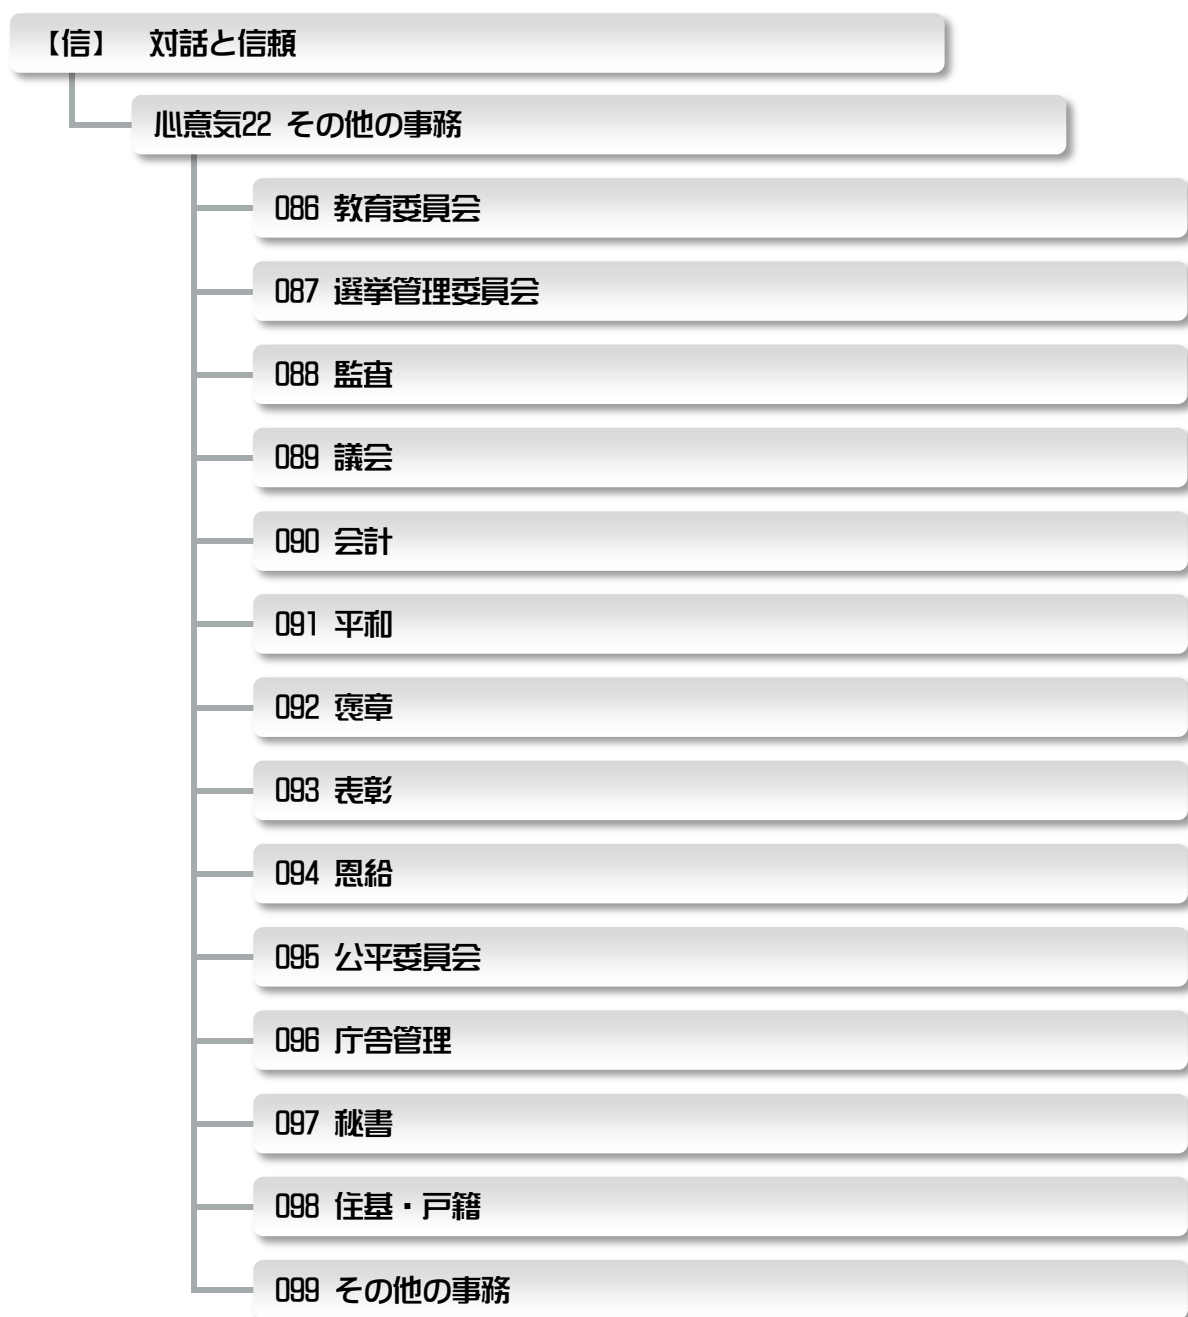 【信】 対話と信頼
心意気22 その他の事務
086 教育委員会
087 選挙管理委員会
088 監査
089 議会
090 会計
091 平和
092 褒章
093 表彰
094 恩給
095 公平委員会
096 庁舎管理
097 秘書
098 住基・戸籍
099 その他の事務